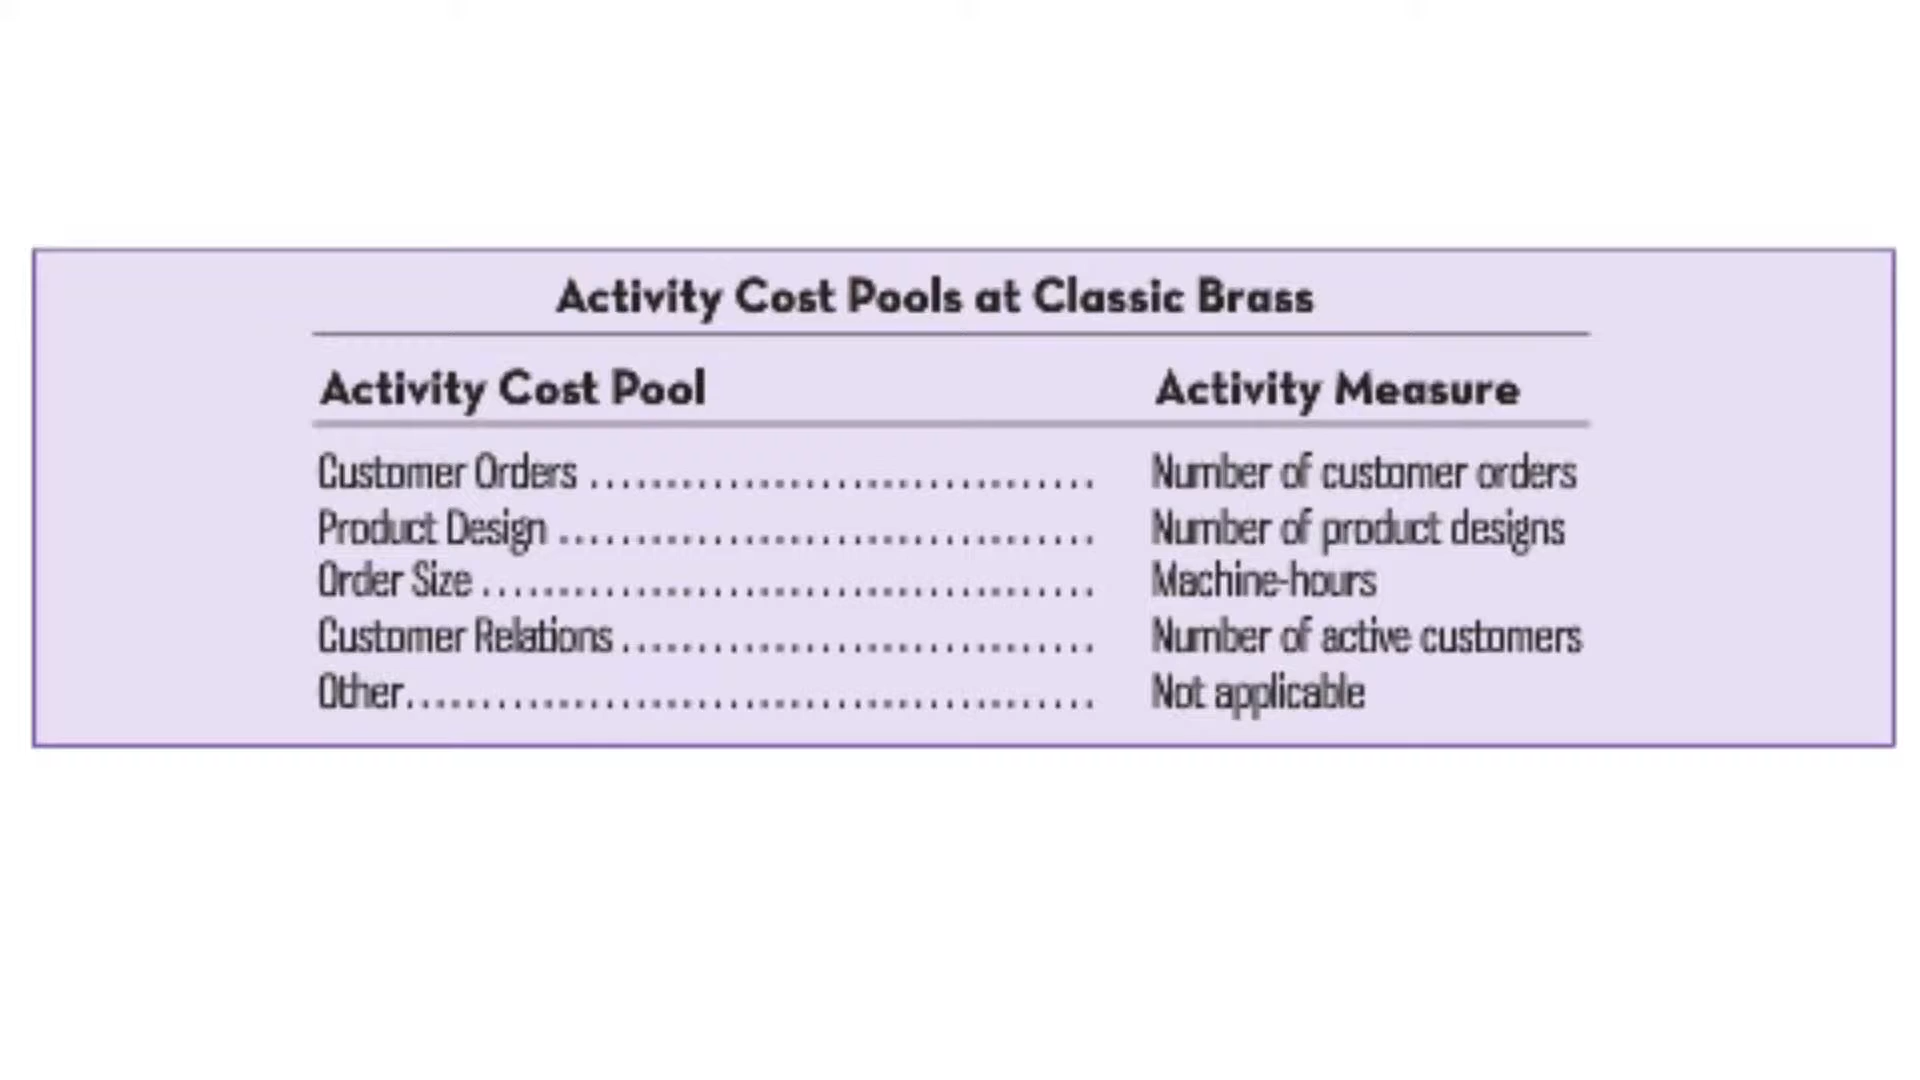 Activity Cost Pools at Classic Brass
Activity Cost Pool Activity Measure
Customer Orders ................................. Number of customer orders
Product Design ................................... Number of product designs
Order Size ........................................ Machine-hours
Customer Relations ............................... Number of active customers
Other............................................. Not applicable